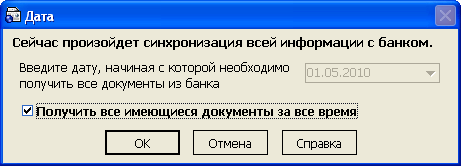 Дата
Сейчас произойдет синхронизация всей информации с банком.
Введите дату, начиная с которой необходимо
получить все документы из банка
01.05.2010
Получить все имеющиеся документы за все время
ОК
Отмена
Справка